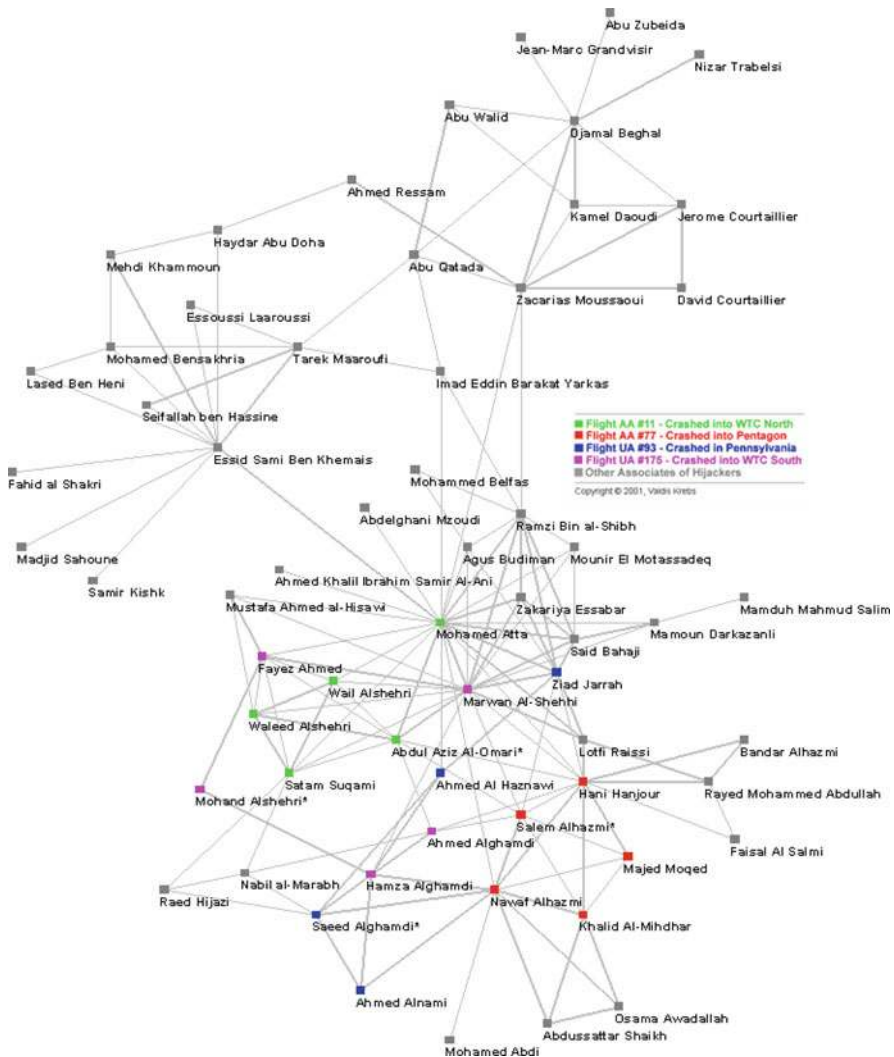 Abu Zubeida
Jean-Marc Grandvisir
Nizar Trabelsi
Abu Walid
Djamal Beghal
Ahmed Ressam
Kamel Daoudi
Jerome Courtaillier
Haydar Abu Doha
Mehdi Khammoun
Abu Qatada
Zacarias Moussaoui
David Courtaillier
Essoussi Laaroussi
Mohamed Bensakhria
Tarek Maaroufi
Lased Ben Heni
Imad Eddin Barakat Yarkas
Seifallah ben Hassine
Flight AA #11 - Crashed into WTC North
Flight AA #77 - Crashed into Pentagon
Flight UA #93 - Crashed in Pennsylvania
Flight UA #175 - Crashed into WTC South
Other Associates of Hijackers
Copyright © 2001, Valdis Krebs
Essid Sami Ben Khemais
Fahid al Shakri
Mohammed Belfas
Abdelghani Mzoudi
Ramzi Bin al-Shibh
Madjid Sahoune
Agus Budiman
Mounir El Motassadeq
Samir Kishk
Ahmed Khalil Ibrahim Samir Al-Ani
Mustafa Ahmed al-Hisawi
Zakariya Essabar
Mamduh Mahmud Salim
Mohamed Atta
Mamoun Darkazanli
Said Bahaji
Fayez Ahmed
Ziad Jarrah
Wail Alshehri
Marwan Al-Shehhi
Waleed Alshehri
Abdul Aziz Al-Omari*
Lotfi Raissi
Bandar Alhazmi
Satam Suqami
Ahmed Al Haznawi
Hani Hanjour
Rayed Mohammed Abdullah
Mohand Alshehri*
Salem Alhazmi*
Ahmed Alghamdi
Faisal Al Salmi
Majed Moqed
Nabil al-Marabh
Hamza Alghamdi
Raed Hijazi
Nawaf Alhazmi
Saeed Alghamdi*
Khalid Al-Mihdhar
Ahmed Alnami
Osama Awadallah
Abdussattar Shaikh
Mohamed Abdi